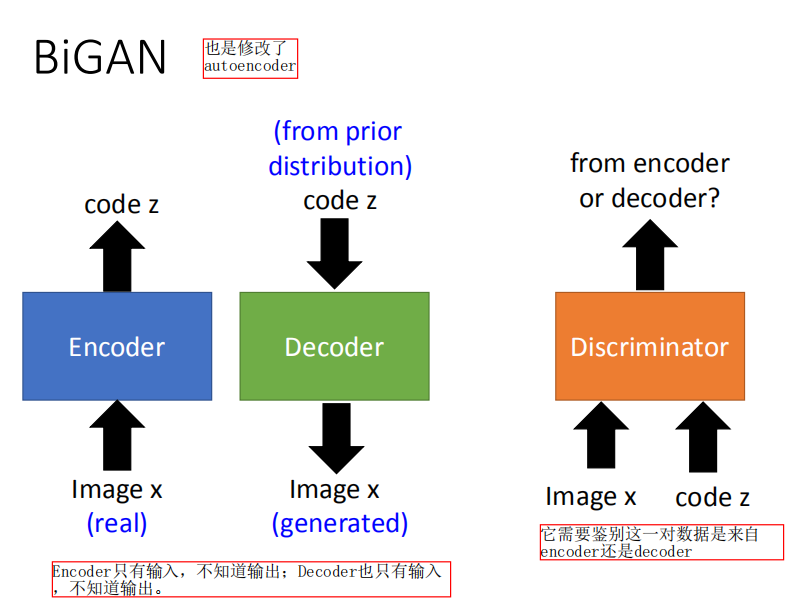 BiGAN
也是修改了
autoencoder
(from prior
distribution)
code z
code z
from encoder
or decoder?
Encoder
Decoder
Discriminator
Image x
(real)
Image x
(generated)
Image x
code z
它需要鉴别这一对数据是来自
encoder还是decoder
Encoder只有输入，不知道输出；Decoder也只有输入
，不知道输出。